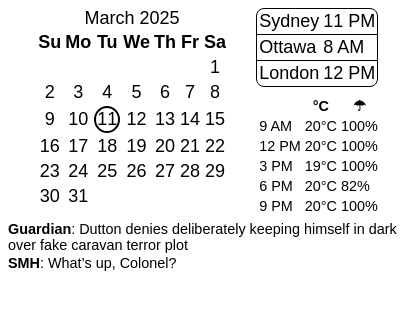 March 2025
Su Mo Tu We Th Fr Sa
1
2 3 4 5 6 7 8
9 10 11 12 13 14 15
16 17 18 19 20 21 22
23 24 25 26 27 28 29
30 31
Sydney 11 PM
Ottawa 8 AM
London 12 PM
°C ☂
9 AM 20°C 100%
12 PM 20°C 100%
3 PM 19°C 100%
6 PM 20°C 82%
9 PM 20°C 100%
Guardian: Dutton denies deliberately keeping himself in dark
over fake caravan terror plot
SMH: What’s up, Colonel?